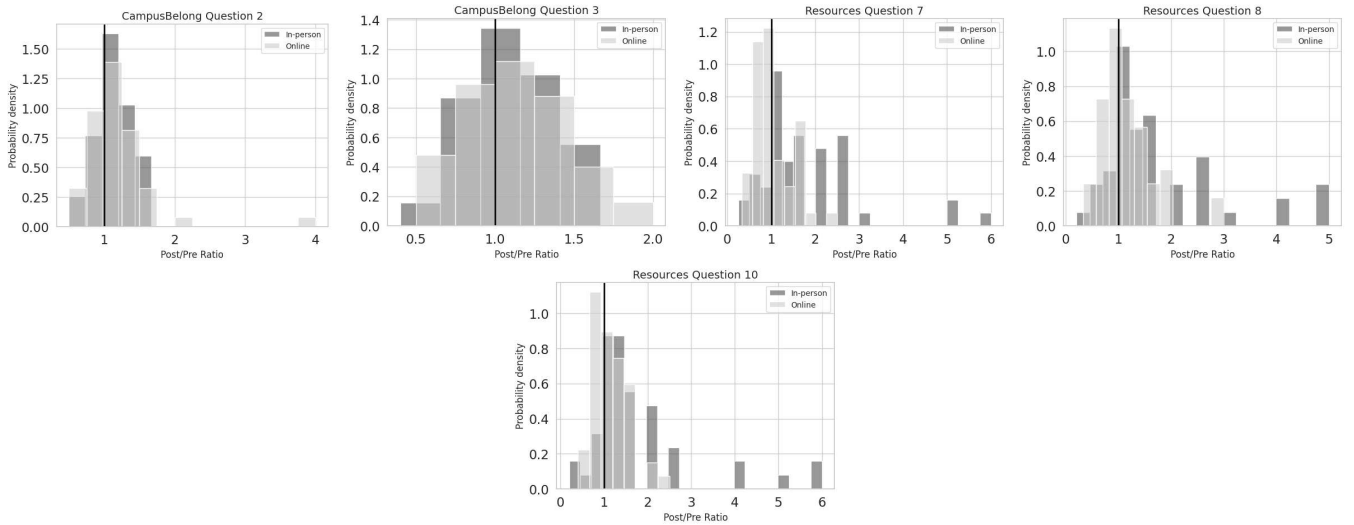 CampusBelong Question 2
In-person
Online
1.50
1.25
1.00
0.75
0.50
0.25
0.00
Probability density
1
2
3
4
Post/Pre Ratio
CampusBelong Question 3
In-person
Online
1.4
1.2
1.0
0.8
0.6
0.4
0.2
0.0
Probability density
0.5
1.0
1.5
2.0
Post/Pre Ratio
Resources Question 7
In-person
Online
1.2
1.0
0.8
0.6
0.4
0.2
0.0
Probability density
0
1
2
3
4
5
6
Post/Pre Ratio
Resources Question 8
In-person
Online
1.0
0.8
0.6
0.4
0.2
0.0
Probability density
0
1
2
3
4
5
Post/Pre Ratio
Resources Question 10
In-person
Online
1.0
0.8
0.6
0.4
0.2
0.0
Probability density
0
1
2
3
4
5
6
Post/Pre Ratio